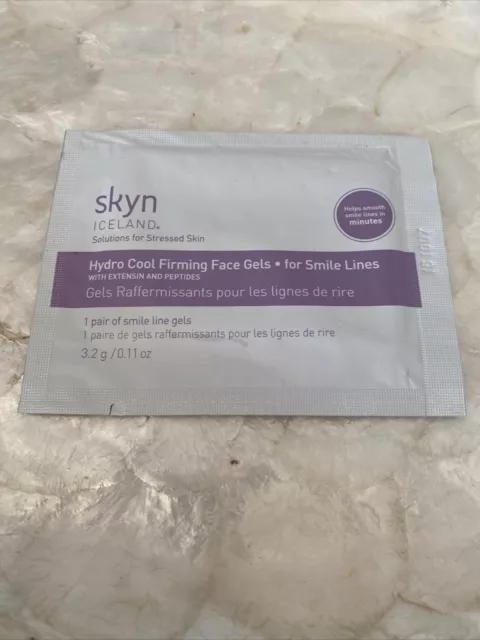 skyn
ICELAND®
Solutions for Stressed Skin
Helps smooth
smile lines in
minutes
Hydro Cool Firming Face Gels • for Smile Lines
WITH EXTENSIN AND PEPTIDES
Gels Raffermissants pour les lignes de rire
1 pair of smile line gels
1 paire de gels raffermissants pour les lignes de rire
3.2 g / 0.11 oz